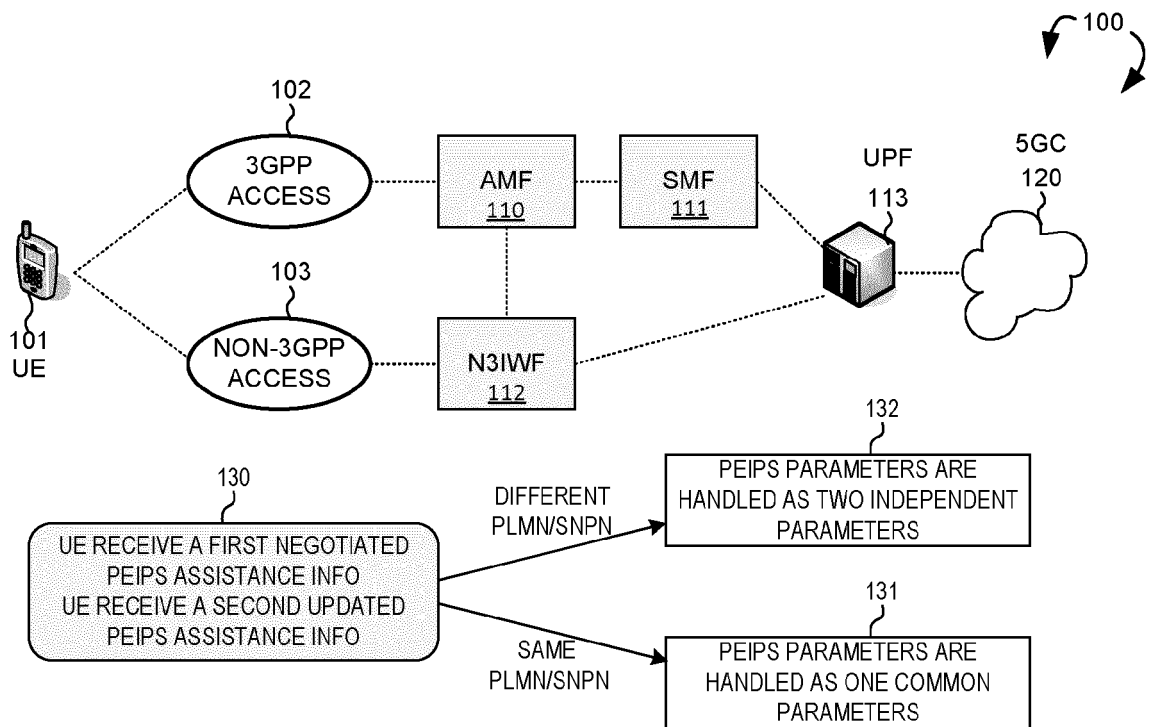 100
102
3GPP
ACCESS
AMF
110
SMF
111
UPF
113
5GC
120
101
UE
103
NON-3GPP
ACCESS
N3IWF
112
130
UE RECEIVE A FIRST NEGOTIATED
PEIPS ASSISTANCE INFO
UE RECEIVE A SECOND UPDATED
PEIPS ASSISTANCE INFO
DIFFERENT
PLMN/SNPN
132
PEIPS PARAMETERS ARE
HANDLED AS TWO INDEPENDENT
PARAMETERS
SAME
PLMN/SNPN
131
PEIPS PARAMETERS ARE
HANDLED AS ONE COMMON
PARAMETERS